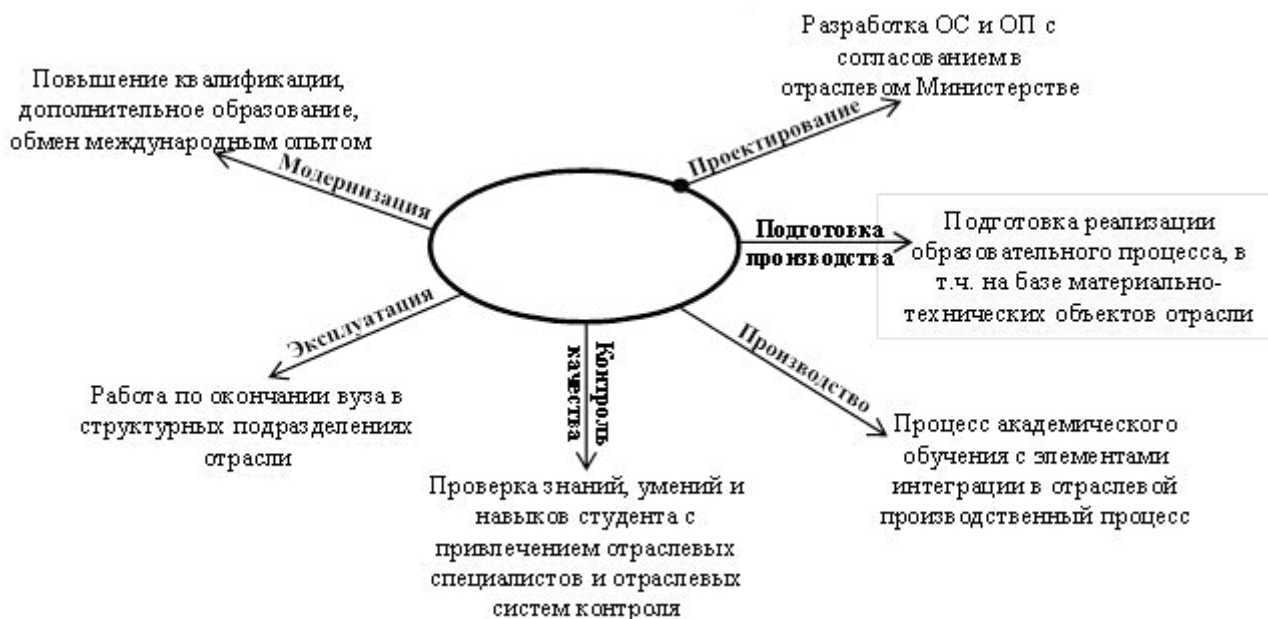 Разработка ОС и ОП с
согласованием в
отраслевом Министерстве
Проектирование
Повышение квалификации,
дополнительное образование,
обмен международным опытом
Модернизация
Подготовка
производства
Подготовка реализации
образовательного процесса, в
т.ч. на базе материально-
технических объектов отрасли
Эксплуатация
Работа по окончании вуза в
структурных подразделениях
отрасли
Контроль
качества
Проверка знаний, умений и
навыков студента с
привлечением отраслевых
специалистов и отраслевых
систем контроля
Производство
Процесс академического
обучения с элементами
интеграции в отраслевой
производственный процесс